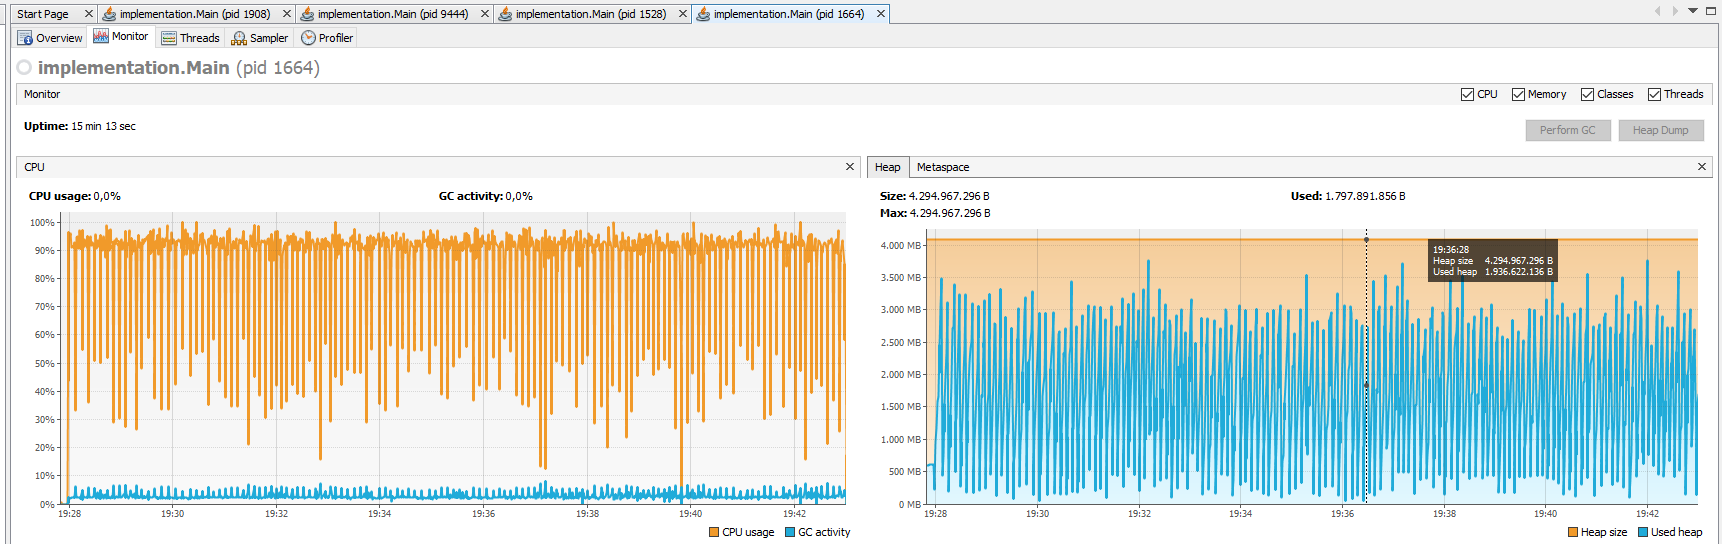 Start Page implementation.Main (pid 1908) implementation.Main (pid 9444) implementation.Main (pid 1528) implementation.Main (pid 1664)
Overview Monitor Threads Sampler Profiler
implementation.Main (pid 1664)
Monitor CPU Memory Classes Threads
Uptime: 15 min 13 sec
Perform GC Heap Dump
CPU
CPU usage: 0,0% GC activity: 0,0%
100%
90%
80%
70%
60%
50%
40%
30%
20%
10%
0%
19:28 19:30 19:32 19:34 19:36 19:38 19:40 19:42
CPU usage GC activity
Heap Metaspace
Size: 4.294.967.296 B Used: 1.797.891.856 B
Max: 4.294.967.296 B
4.000 MB
3.500 MB
3.000 MB
2.500 MB
2.000 MB
1.500 MB
1.000 MB
500 MB
0 MB
19:36:28
Heap size 4.294.967.296 B
Used heap 1.936.622.136 B
19:28 19:30 19:32 19:34 19:36 19:38 19:40 19:42
Heap size Used heap